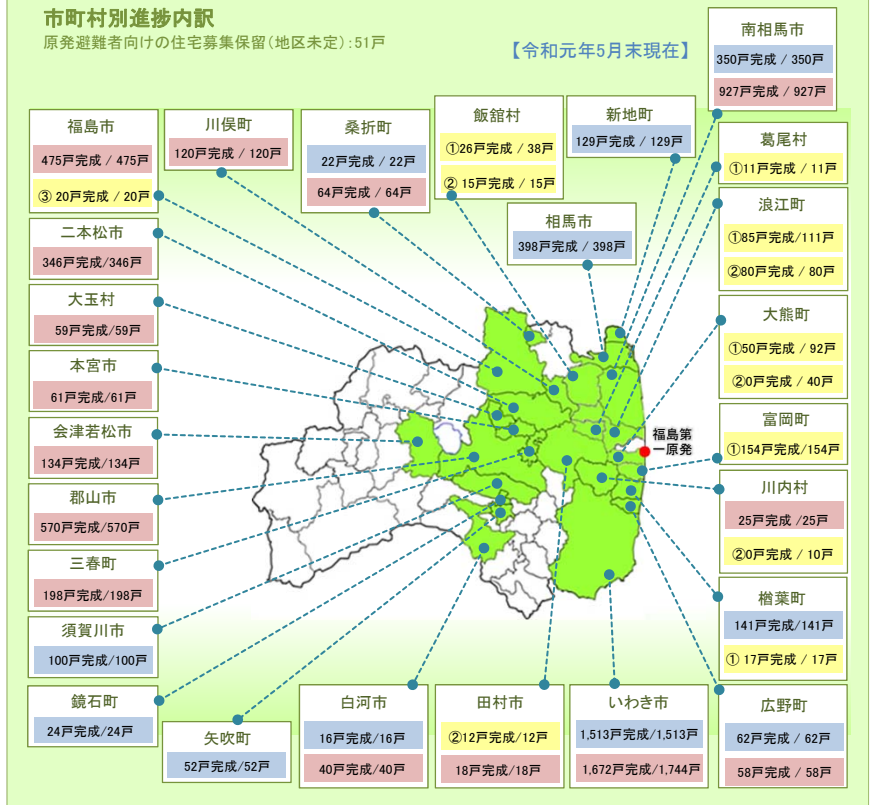 市町村別進捗内訳
原発避難者向けの住宅募集保留(地区未定):51戸
【令和元年5月末現在】
南相馬市
350戸完成 / 350戸
927戸完成 / 927戸
福島市
475戸完成 / 475戸
③ 20戸完成 / 20戸
川俣町
120戸完成 / 120戸
桑折町
22戸完成 / 22戸
64戸完成 / 64戸
飯舘村
①26戸完成 / 38戸
② 15戸完成 / 15戸
新地町
129戸完成 / 129戸
葛尾村
①11戸完成 / 11戸
相馬市
398戸完成 / 398戸
浪江町
①85戸完成/111戸
②80戸完成 / 80戸
二本松市
346戸完成/346戸
大玉村
59戸完成/59戸
大熊町
①50戸完成 / 92戸
②0戸完成 / 40戸
本宮市
61戸完成/61戸
富岡町
①154戸完成/154戸
福島第
一原発
会津若松市
134戸完成/134戸
川内村
25戸完成 /25戸
②0戸完成 / 10戸
郡山市
570戸完成/570戸
三春町
198戸完成/198戸
楢葉町
141戸完成/141戸
① 17戸完成 / 17戸
須賀川市
100戸完成/100戸
鏡石町
24戸完成/24戸
矢吹町
52戸完成/52戸
白河市
16戸完成/16戸
40戸完成/40戸
田村市
②12戸完成/12戸
18戸完成/18戸
いわき市
1,513戸完成/1,513戸
1,672戸完成/1,744戸
広野町
62戸完成 / 62戸
58戸完成 / 58戸